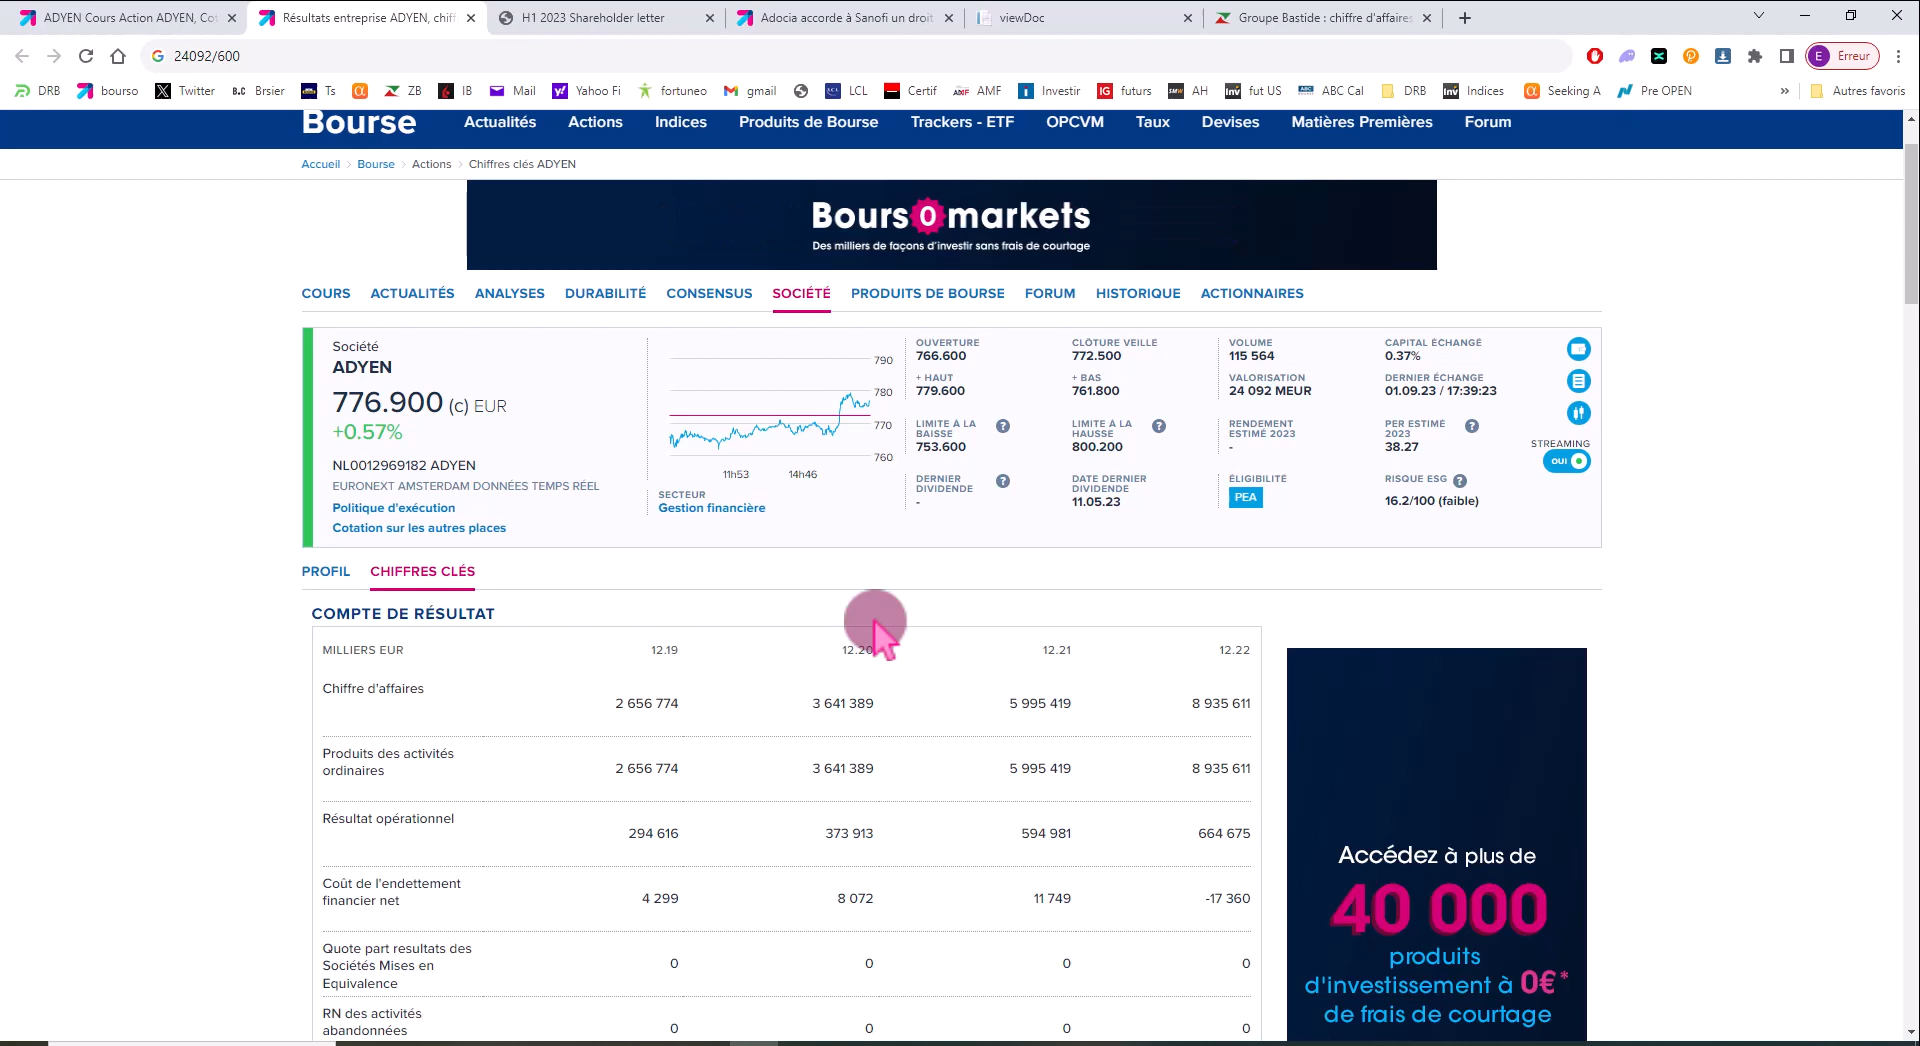 ADYEN Cours Action ADYEN, Cot
Résultats entreprise ADYEN, chiff
H1 2023 Shareholder letter
Adocia accorde à Sanofi un droit
viewDoc
Groupe Bastide : chiffre d'affaires
24092/600
E Erreur
DRB bourso Twitter B.C Brsier Ts ZB IB Mail Yahoo Fi fortuneo gmail LCL Certif AMF Investir IG futurs AH fut US ABC Cal DRB Indices Seeking A Pre OPEN » Autres favoris
Bourse Actualités Actions Indices Produits de Bourse Trackers - ETF OPCVM Taux Devises Matières Premières Forum
Accueil > Bourse > Actions > Chiffres clés ADYEN
BoursOmarkets
Des milliers de façons d'investir sans frais de courtage
COURS ACTUALITÉS ANALYSES DURABILITÉ CONSENSUS SOCIÉTÉ PRODUITS DE BOURSE FORUM HISTORIQUE ACTIONNAIRES
Société
ADYEN
776.900 (c) EUR
+0.57%
NL0012969182 ADYEN
EURONEXT AMSTERDAM DONNÉES TEMPS RÉEL
Politique d'exécution
Cotation sur les autres places
790
780
770
760
11h53 14h46
SECTEUR
Gestion financière
OUVERTURE
766.600
CLÔTURE VEILLE
772.500
VOLUME
115 564
CAPITAL ÉCHANGÉ
0.37%
+ HAUT
779.600
+ BAS
761.800
VALORISATION
24 092 MEUR
DERNIER ÉCHANGE
01.09.23 / 17:39:23
LIMITE À LA
BAISSE
753.600
LIMITE À LA
HAUSSE
800.200
RENDEMENT
ESTIMÉ 2023
-
PER ESTIMÉ
2023
38.27
DERNIER
DIVIDENDE
-
DATE DERNIER
DIVIDENDE
11.05.23
ÉLIGIBILITÉ
PEA
RISQUE ESG
16.2/100 (faible)
STREAMING
OUI
PROFIL CHIFFRES CLÉS
COMPTE DE RÉSULTAT
MILLIERS EUR 12.19 12.20 12.21 12.22
Chiffre d'affaires
2 656 774 3 641 389 5 995 419 8 935 611
Produits des activités
ordinaires
2 656 774 3 641 389 5 995 419 8 935 611
Résultat opérationnel
294 616 373 913 594 981 664 675
Coût de l'endettement
financier net
4 299 8 072 11 749 -17 360
Quote part resultats des
Sociétés Mises en
Equivalence
0 0 0 0
RN des activités
abandonnées
0 0 0 0
Accédez à plus de
40 000
produits
d'investissement à 0€*
de frais de courtage